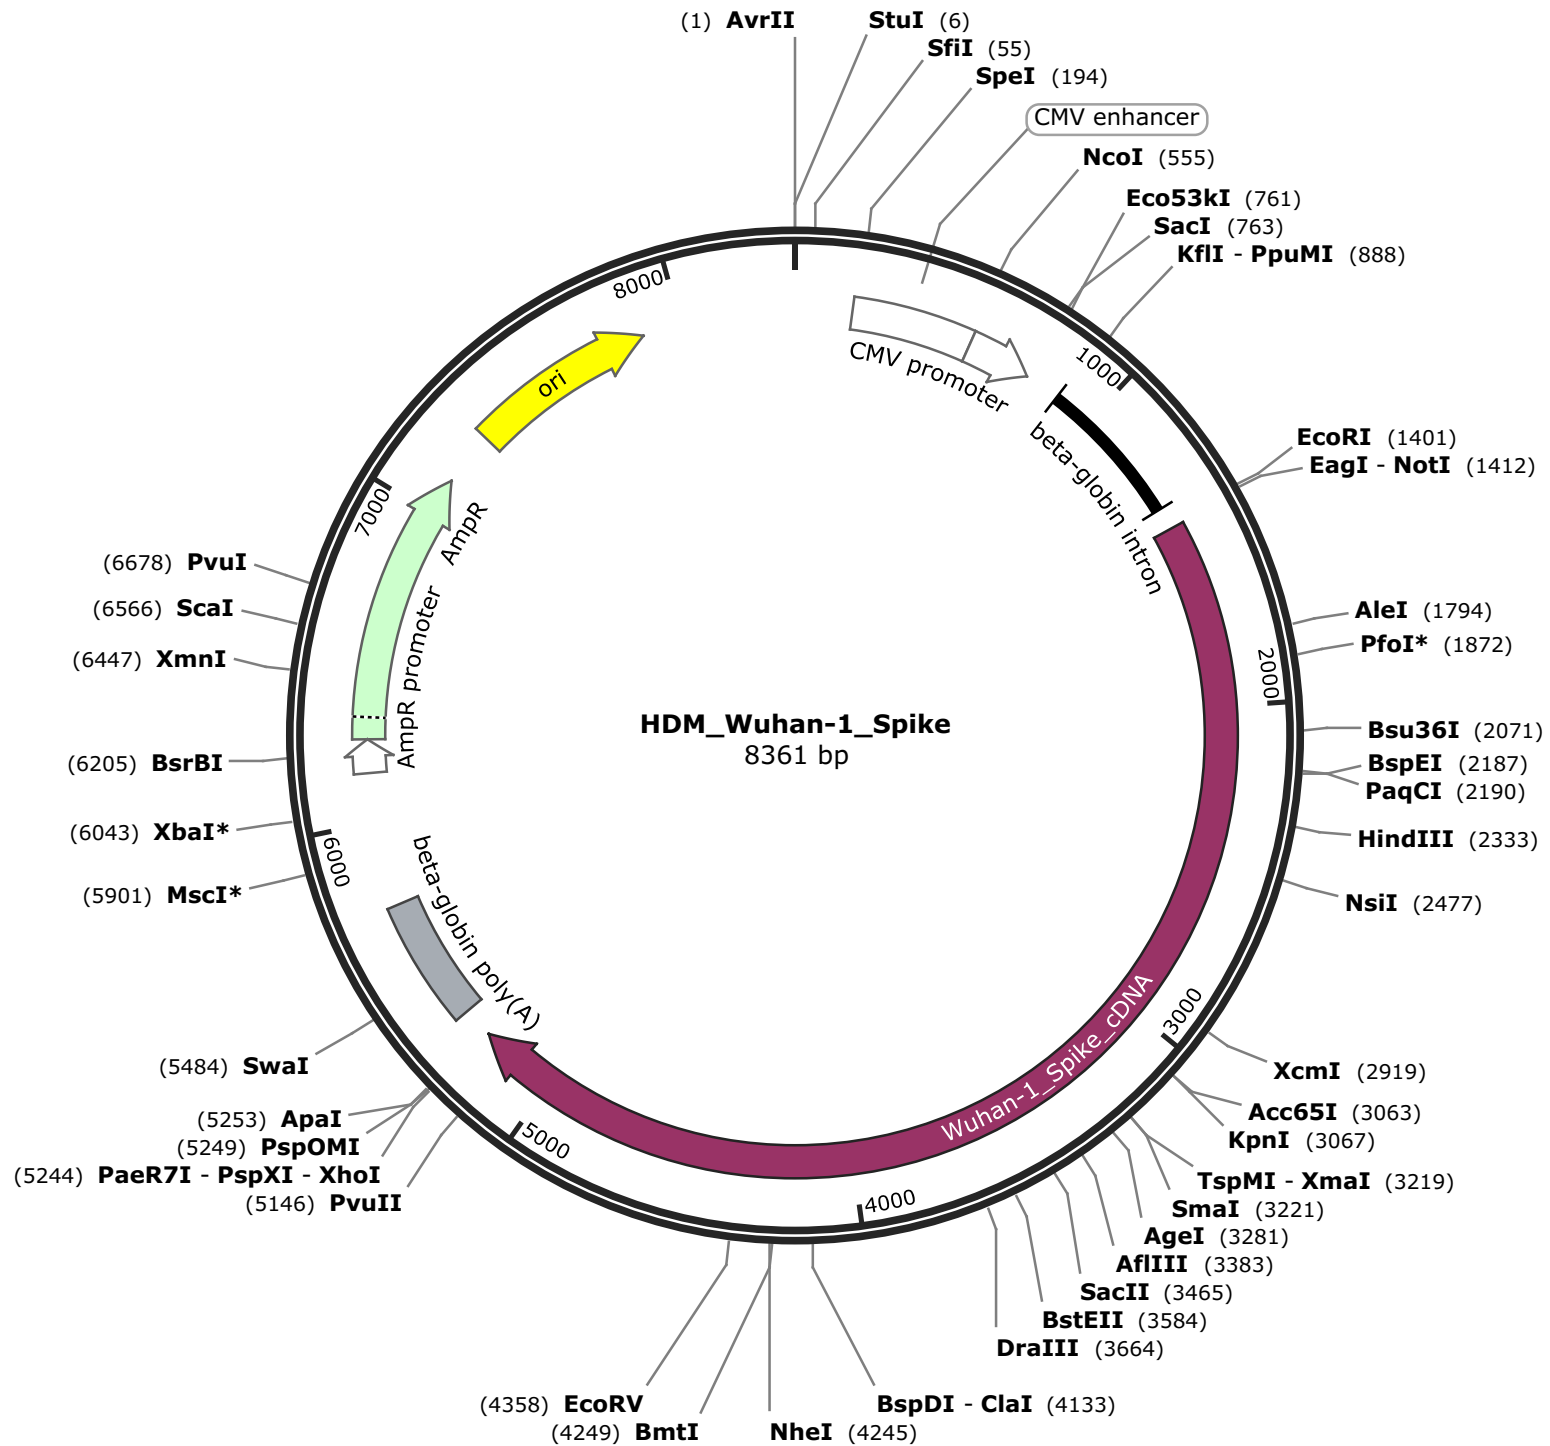 (1) AvrII
StuI (6)
SfiI (55)
SpeI (194)
CMV enhancer
NcoI (555)
Eco53kI (761)
SacI (763)
KflI - PpuMI (888)
EcoRI (1401)
EagI - NotI (1412)
AleI (1794)
PfoI* (1872)
Bsu36I (2071)
BspEI (2187)
PaqCI (2190)
HindIII (2333)
NsiI (2477)
XcmI (2919)
Acc65I (3063)
KpnI (3067)
TspMI - XmaI (3219)
SmaI (3221)
AgeI (3281)
AflIII (3383)
SacII (3465)
BstEII (3584)
DraIII (3664)
BspDI - ClaI (4133)
NheI (4245)
(4249) BmtI
(4358) EcoRV
(5146) PvuII
(5244) PaeR7I - PspXI - XhoI
(5249) PspOMI
(5253) ApaI
(5484) SwaI
(5901) MscI*
(6043) XbaI*
(6205) BsrBI
(6447) XmnI
(6566) ScaI
(6678) PvuI
1000
2000
3000
4000
5000
6000
7000
8000
CMV promoter
beta-globin intron
Wuhan-1_Spike_cDNA
beta-globin poly(A)
AmpR promoter
AmpR
ori
HDM_Wuhan-1_Spike
8361 bp